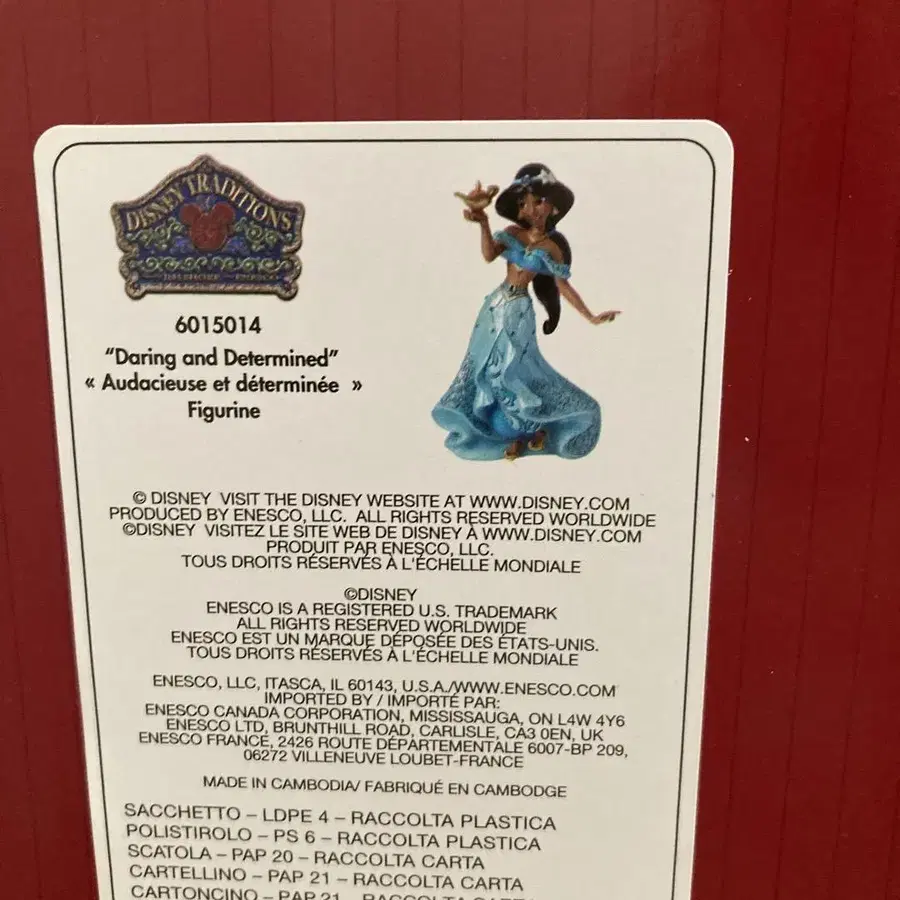 DISNEY TRADITIONS
6015014
“Daring and Determined”
« Audacieuse et déterminée »
Figurine
© DISNEY VISIT THE DISNEY WEBSITE AT WWW.DISNEY.COM
PRODUCED BY ENESCO, LLC. ALL RIGHTS RESERVED WORLDWIDE
©DISNEY VISITEZ LE SITE WEB DE DISNEY À WWW.DISNEY.COM
PRODUIT PAR ENESCO, LLC.
TOUS DROITS RÉSERVÉS À L'ÉCHELLE MONDIALE
©DISNEY
ENESCO IS A REGISTERED U.S. TRADEMARK
ALL RIGHTS RESERVED WORLDWIDE
ENESCO EST UN MARQUE DÉPOSÉE DES ÉTATS-UNIS.
TOUS DROITS RÉSERVÉS À L'ÉCHELLE MONDIALE
ENESCO, LLC, ITASCA, IL 60143, U.S.A./WWW.ENESCO.COM
IMPORTED BY / IMPORTÉ PAR:
ENESCO CANADA CORPORATION, MISSISSAUGA, ON L4W 4Y6
ENESCO LTD, BRUNTHILL ROAD, CARLISLE, CA3 0EN, UK
ENESCO FRANCE, 2426 ROUTE DÉPARTEMENTALE 6007-BP 209,
06272 VILLENEUVE LOUBET-FRANCE
MADE IN CAMBODIA/ FABRIQUÉ EN CAMBODGE
SACCHETTO – LDPE 4 – RACCOLTA PLASTICA
POLISTIROLO – PS 6 – RACCOLTA PLASTICA
SCATOLA – PAP 20 – RACCOLTA CARTA
CARTELLINO – PAP 21 – RACCOLTA CARTA
CARTONCINO – PAP 21 – RACCOLTA CARTA